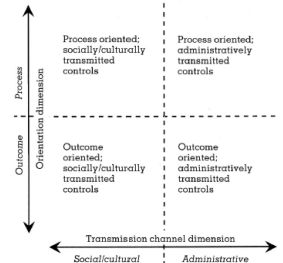 Process oriented;
socially/culturally
transmitted
controls
Process oriented;
administratively
transmitted
controls
Process
Outcome
Orientation dimension
Outcome
oriented;
socially/culturally
transmitted
controls
Outcome
oriented;
administratively
transmitted
controls
Transmission channel dimension
Social/cultural
Administrative